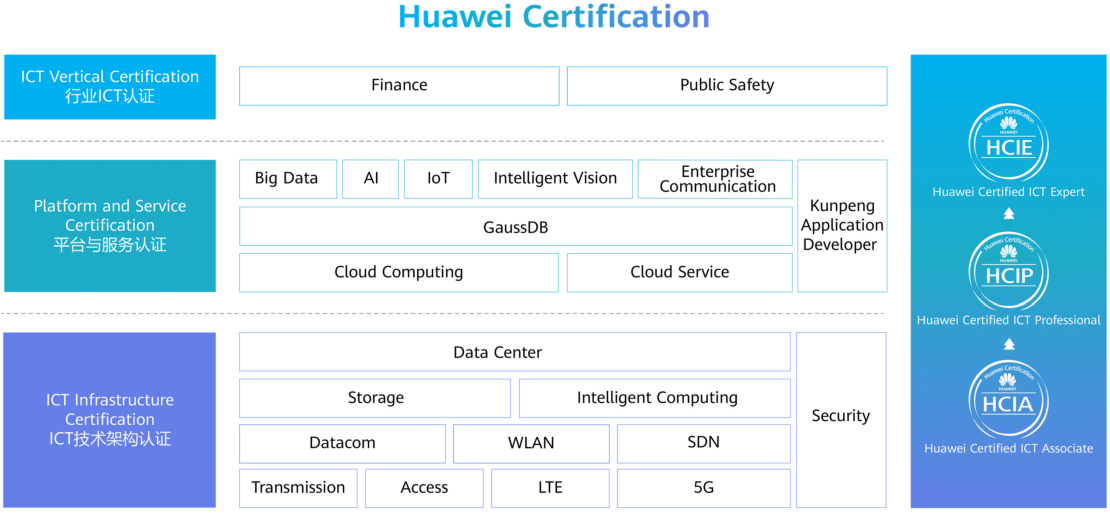 Huawei Certification
ICT Vertical Certification
行业ICT认证
Finance
Public Safety
Platform and Service
Certification
平台与服务认证
Big Data
AI
IoT
Intelligent Vision
Enterprise
Communication
GaussDB
Cloud Computing
Cloud Service
Kunpeng
Application
Developer
ICT Infrastructure
Certification
ICT技术架构认证
Data Center
Storage
Intelligent Computing
Datacom
WLAN
SDN
Transmission
Access
LTE
5G
Security
Huawei Certification
HUAWEI
HCIE
Huawei Certified ICT Expert
Huawei Certification
HUAWEI
HCIP
Huawei Certified ICT Professional
Huawei Certification
HUAWEI
HCIA
Huawei Certified ICT Associate